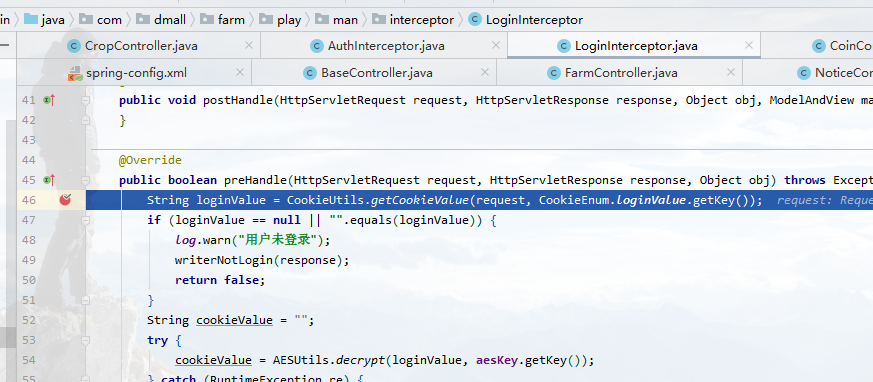 in java com dmall farm play man interceptor LoginInterceptor
CropController.java AuthInterceptor.java LoginInterceptor.java CoinCo
spring-config.xml BaseController.java FarmController.java NoticeCon
41 public void postHandle(HttpServletRequest request, HttpServletResponse response, Object obj, ModelAndView ma
42 }
43
44 @Override
45 public boolean preHandle(HttpServletRequest request, HttpServletResponse response, Object obj) throws Except
46 String loginValue = CookieUtils.getCookieValue(request, CookieEnum.loginValue.getKey()); request: Reque
47 if (loginValue == null || "".equals(loginValue)) {
48 log.warn("用户未登录");
49 writerNotLogin(response);
50 return false;
51 }
52 String cookieValue = "";
53 try {
54 cookieValue = AESUtils.decrypt(loginValue, aesKey.getKey());
55 } catch (RuntimeException re) {